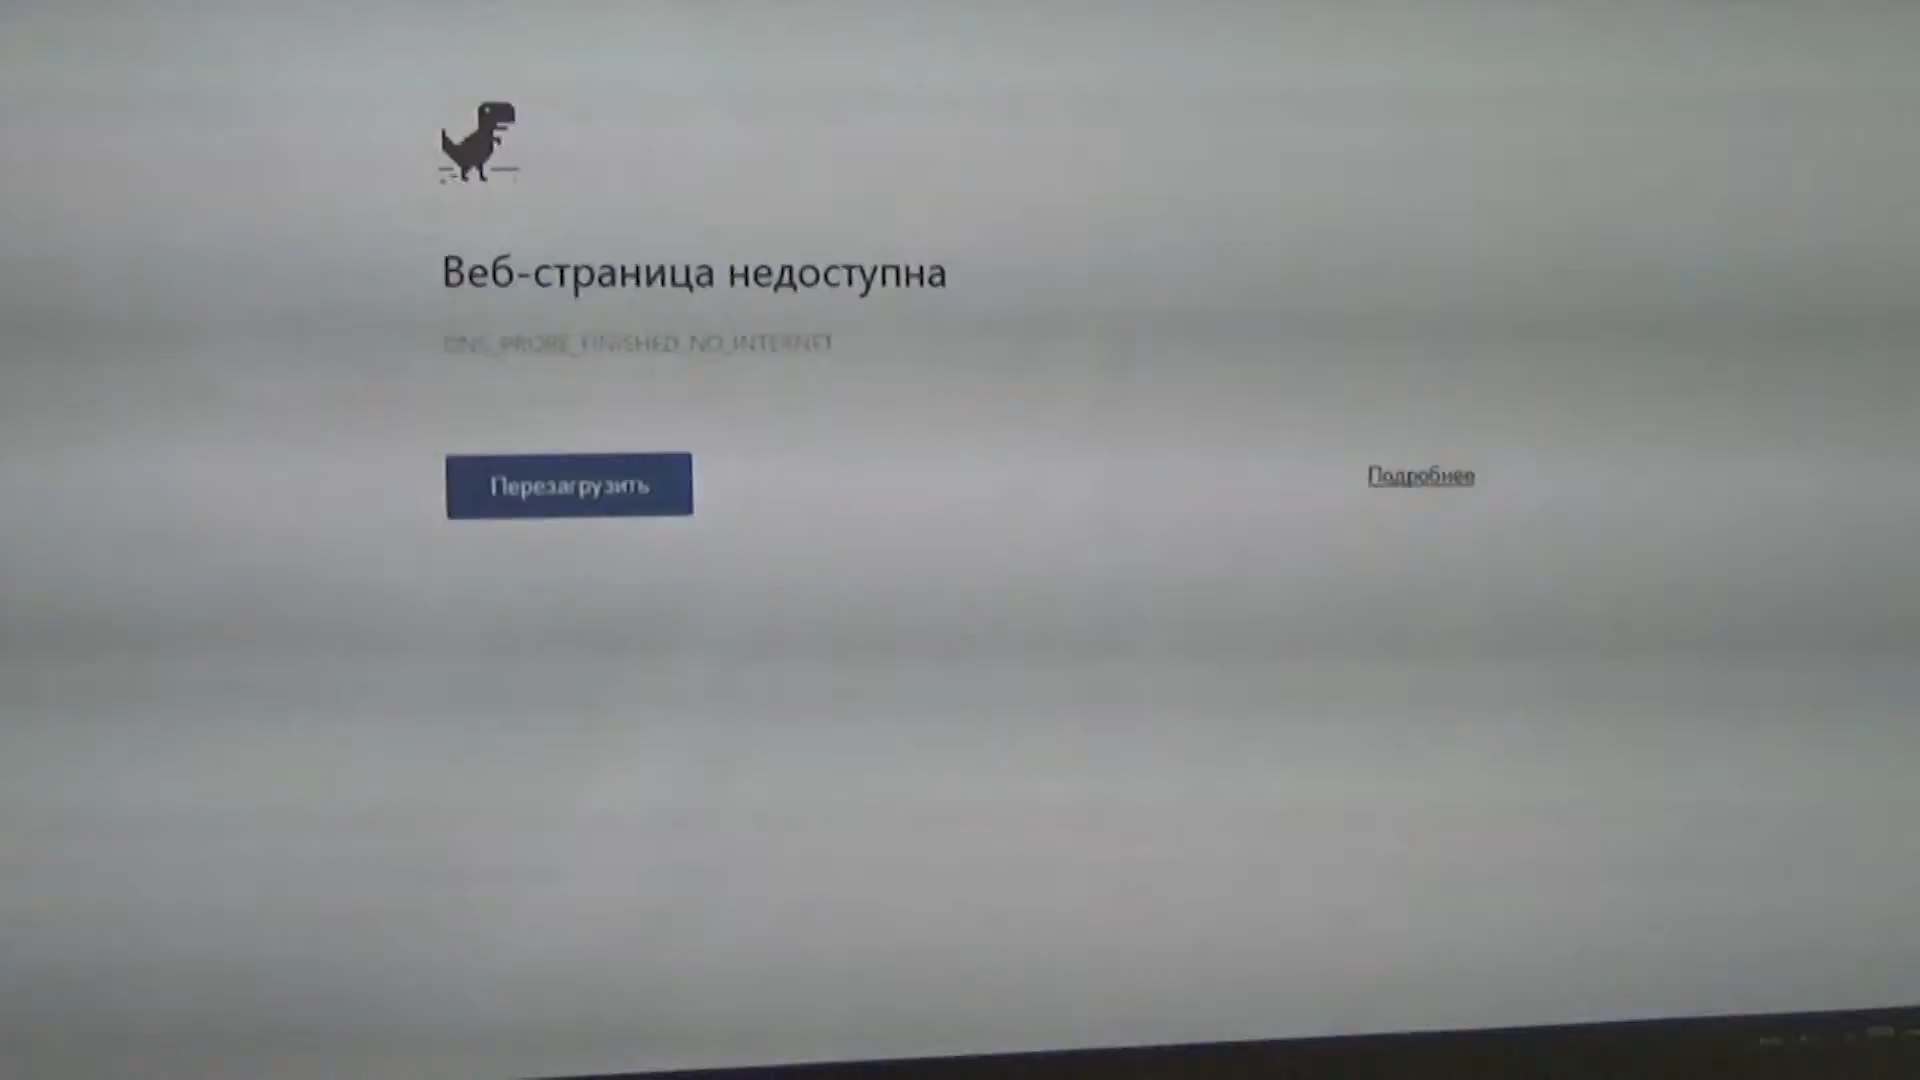 Веб-страница недоступна
DNS_PROBE_FINISHED_NO_INTERNET
Перезагрузить
Подробнее